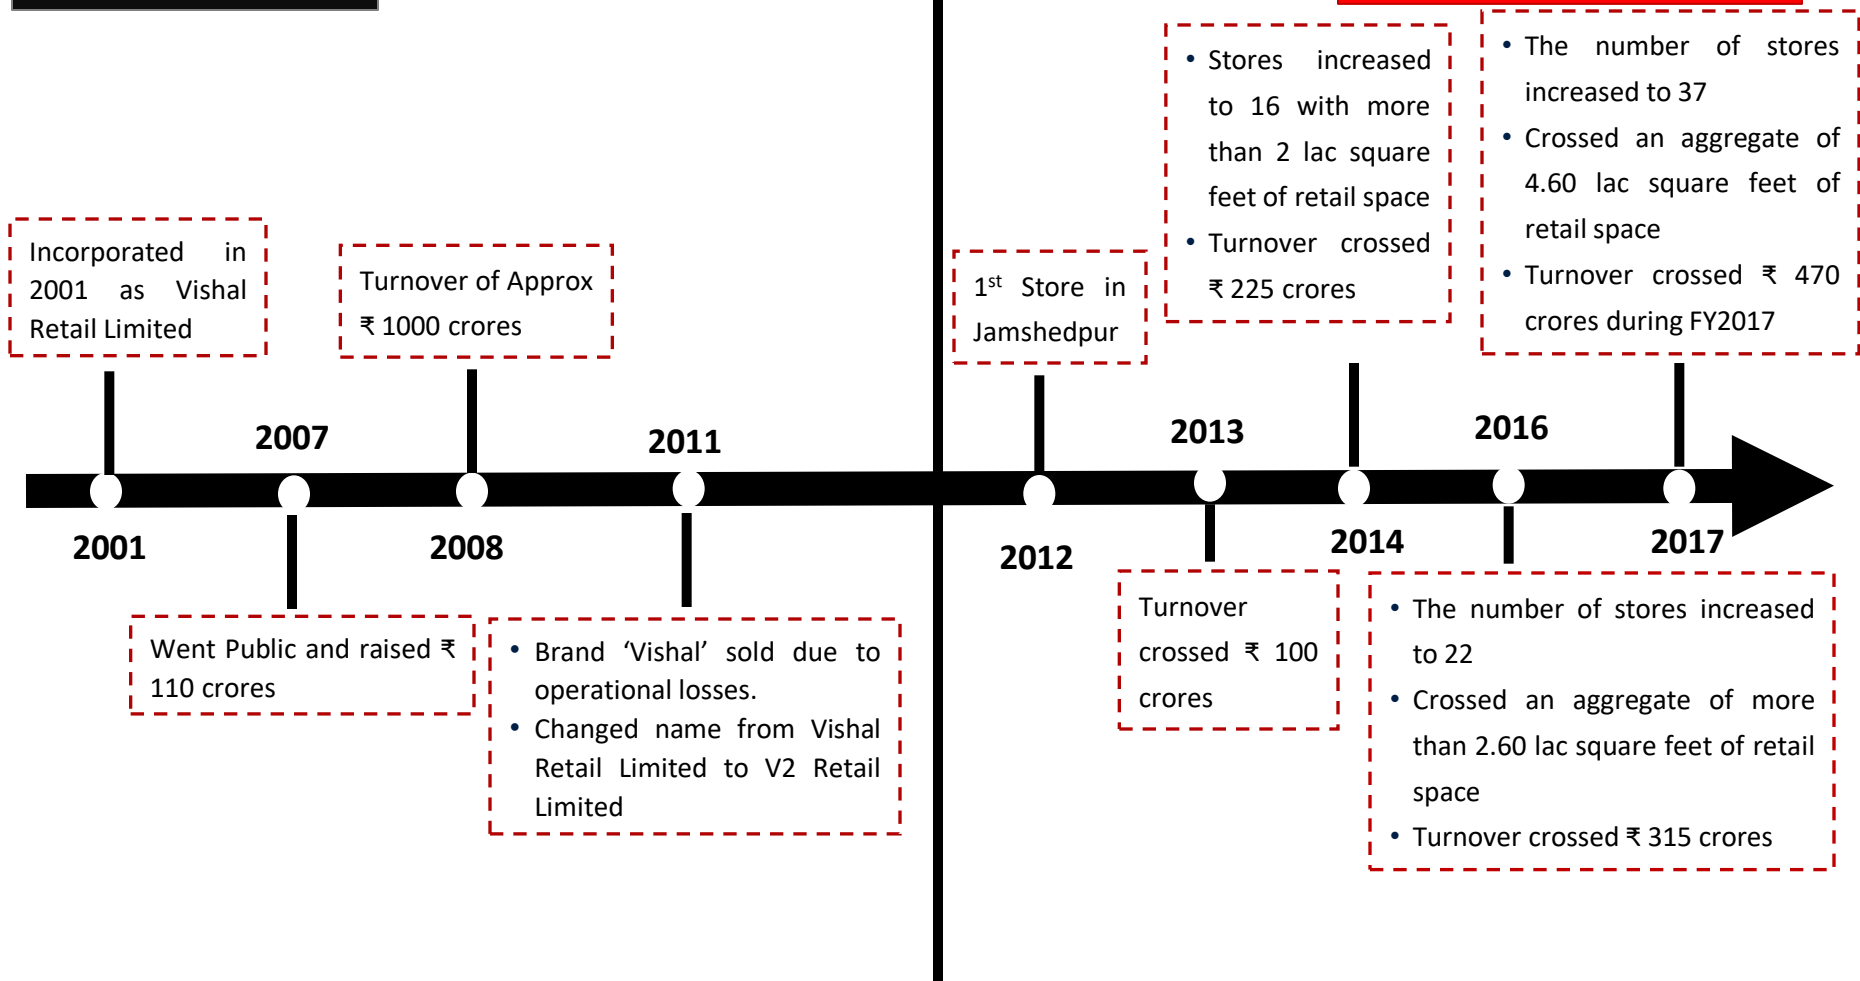 Incorporated in
2001 as Vishal
Retail Limited
2001
2007
Went Public and raised ₹
110 crores
Turnover of Approx
₹ 1000 crores
2008
2011
• Brand ‘Vishal’ sold due to
operational losses.
• Changed name from Vishal
Retail Limited to V2 Retail
Limited
1st Store in
Jamshedpur
2012
2013
Turnover
crossed ₹ 100
crores
• Stores increased
to 16 with more
than 2 lac square
feet of retail space
• Turnover crossed
₹ 225 crores
2014
2016
• The number of stores increased
to 22
• Crossed an aggregate of more
than 2.60 lac square feet of retail
space
• Turnover crossed ₹ 315 crores
• The number of stores
increased to 37
• Crossed an aggregate of
4.60 lac square feet of
retail space
• Turnover crossed ₹ 470
crores during FY2017
2017